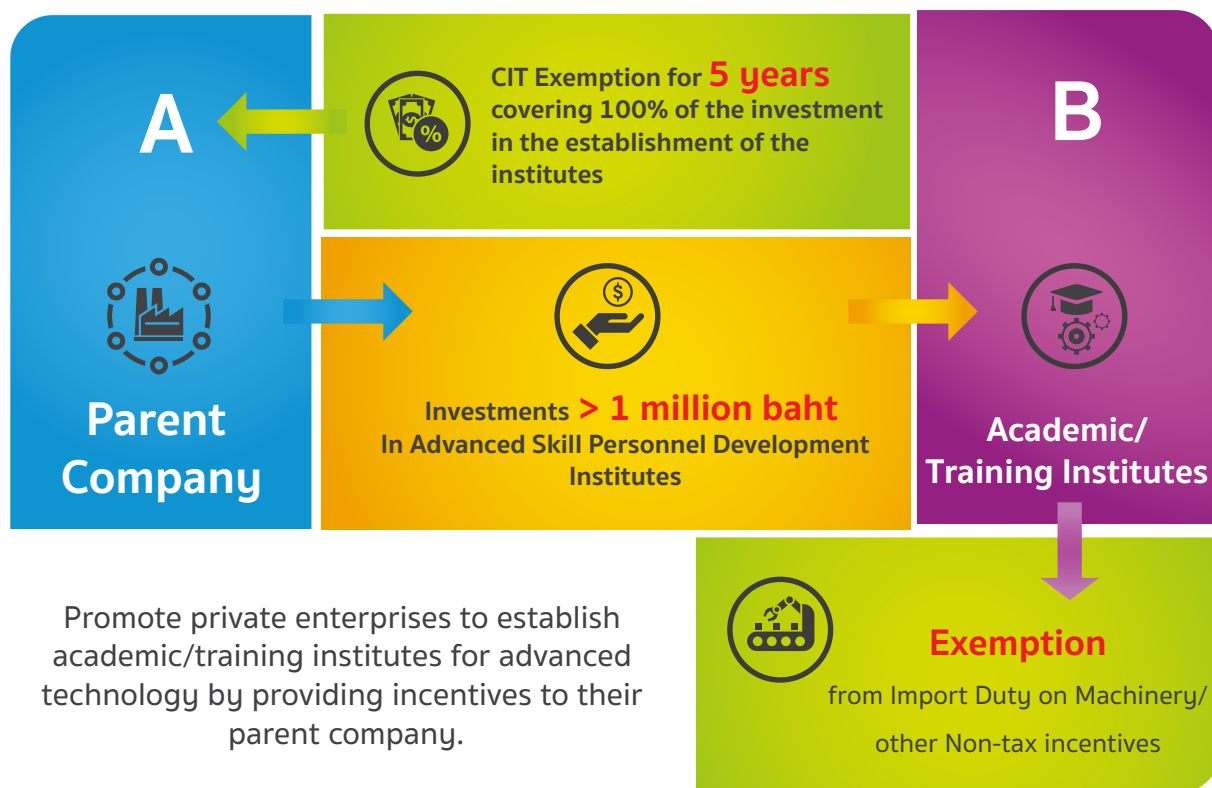 A
CIT Exemption for 5 years
covering 100% of the investment
in the establishment of the
institutes
%
B
$
Parent
Company
Investments > 1 million baht
In Advanced Skill Personnel Development
Institutes
Academic/
Training Institutes
Promote private enterprises to establish
academic/training institutes for advanced
technology by providing incentives to their
parent company.
Exemption
from Import Duty on Machinery/
other Non-tax incentives